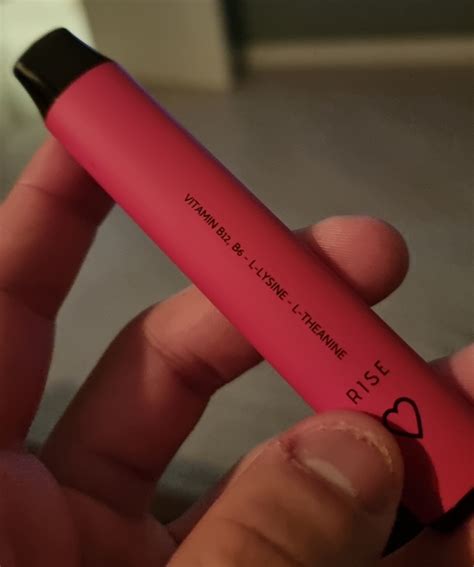 VITAMIN B12, B6 - L-LYSINE - L-THEANINE
RISE